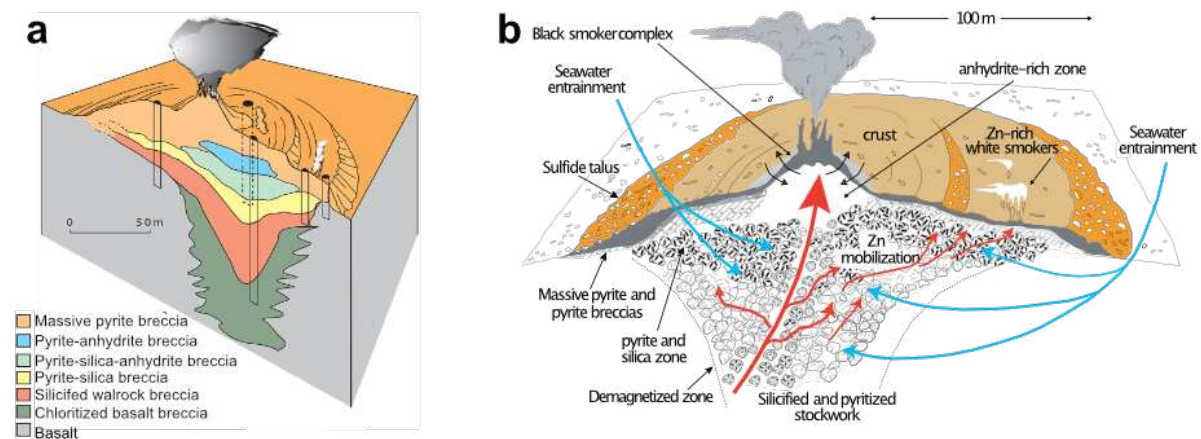 a
0 50 m
Massive pyrite breccia
Pyrite-anhydrite breccia
Pyrite-silica-anhydrite breccia
Pyrite-silica breccia
Silicifed walrock breccia
Chloritized basalt breccia
Basalt
b
100 m
Black smoker complex
Seawater
entrainment
anhydrite-rich zone
crust
Zn-rich
white smokers
Seawater
entrainment
Sulfide talus
Zn
mobilization
Massive pyrite and
pyrite breccias
pyrite and
silica zone
Demagnetized zone
Silicified and pyritized
stockwork